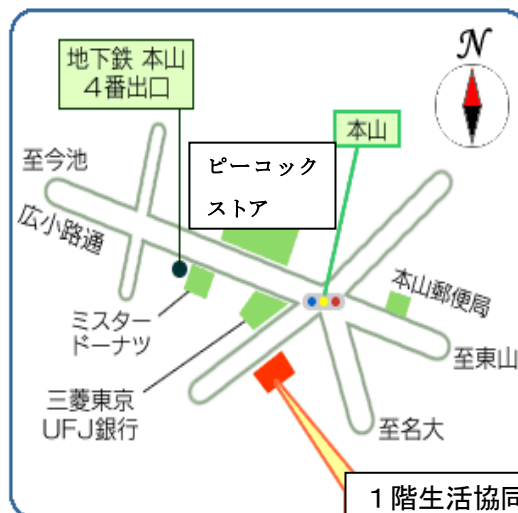 地下鉄 本山
4番出口
N
本山
至今池
ピーコック
ストア
広小路通
本山郵便局
ミスター
ドーナツ
至東山
三菱東京
UFJ銀行
至名大
1階生活協同